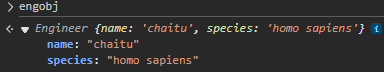 engobj
Engineer {name: 'chaitu', species: 'homo sapiens'} i
name: "chaitu"
species: "homo sapiens"